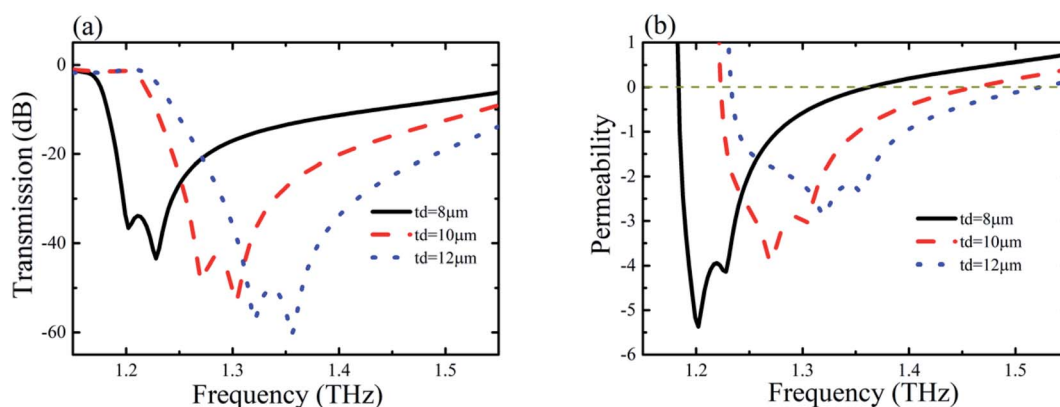 (a)
Transmission (dB)
0
-20
-40
-60
1.2 1.3 1.4 1.5
Frequency (THz)
td=8μm
td=10μm
td=12μm
(b)
Permeability
1
0
-1
-2
-3
-4
-5
-6
1.2 1.3 1.4 1.5
Frequency (THz)
td=8μm
td=10μm
td=12μm